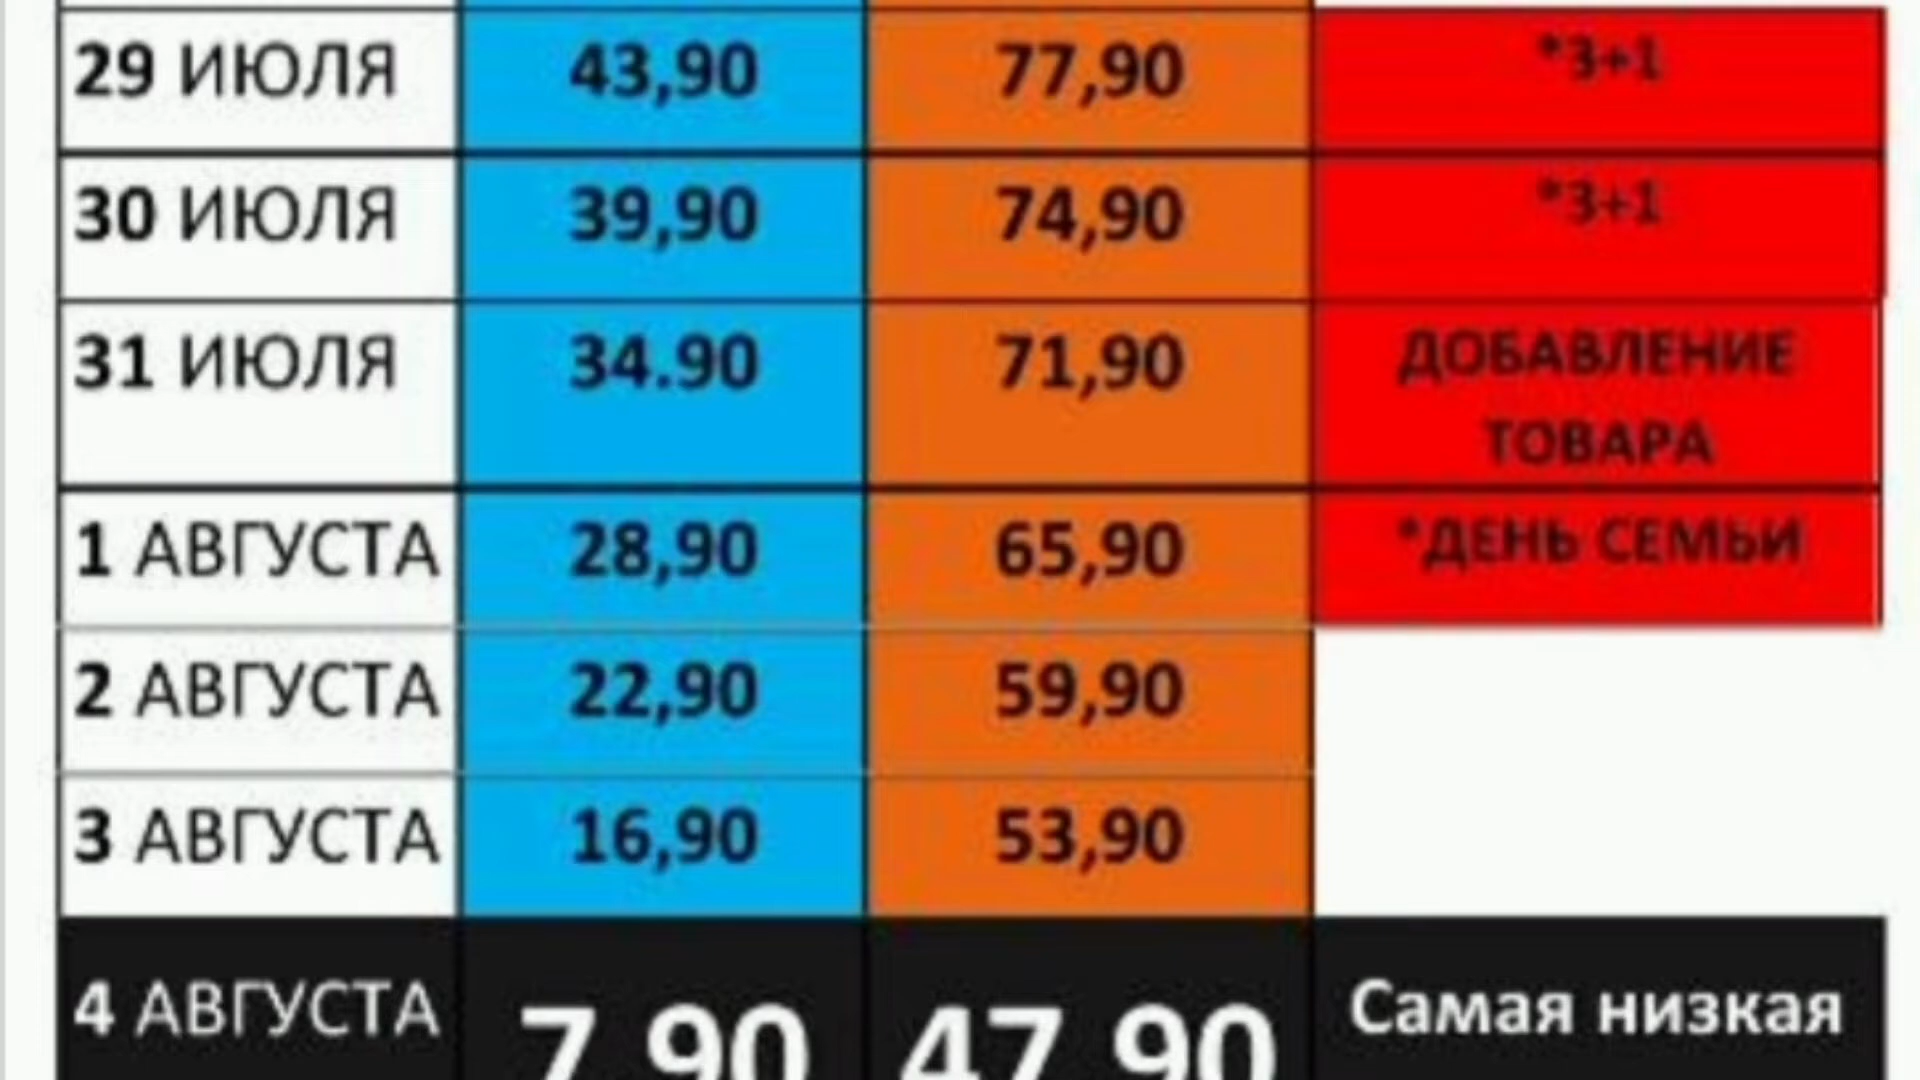 29 ИЮЛЯ 43,90 77,90 *3+1
30 ИЮЛЯ 39,90 74,90 *3+1
31 ИЮЛЯ 34.90 71,90 ДОБАВЛЕНИЕ
ТОВАРА
1 АВГУСТА 28,90 65,90 *ДЕНЬ СЕМЬИ
2 АВГУСТА 22,90 59,90
3 АВГУСТА 16,90 53,90
4 АВГУСТА 7,90 47,90 Самая низкая